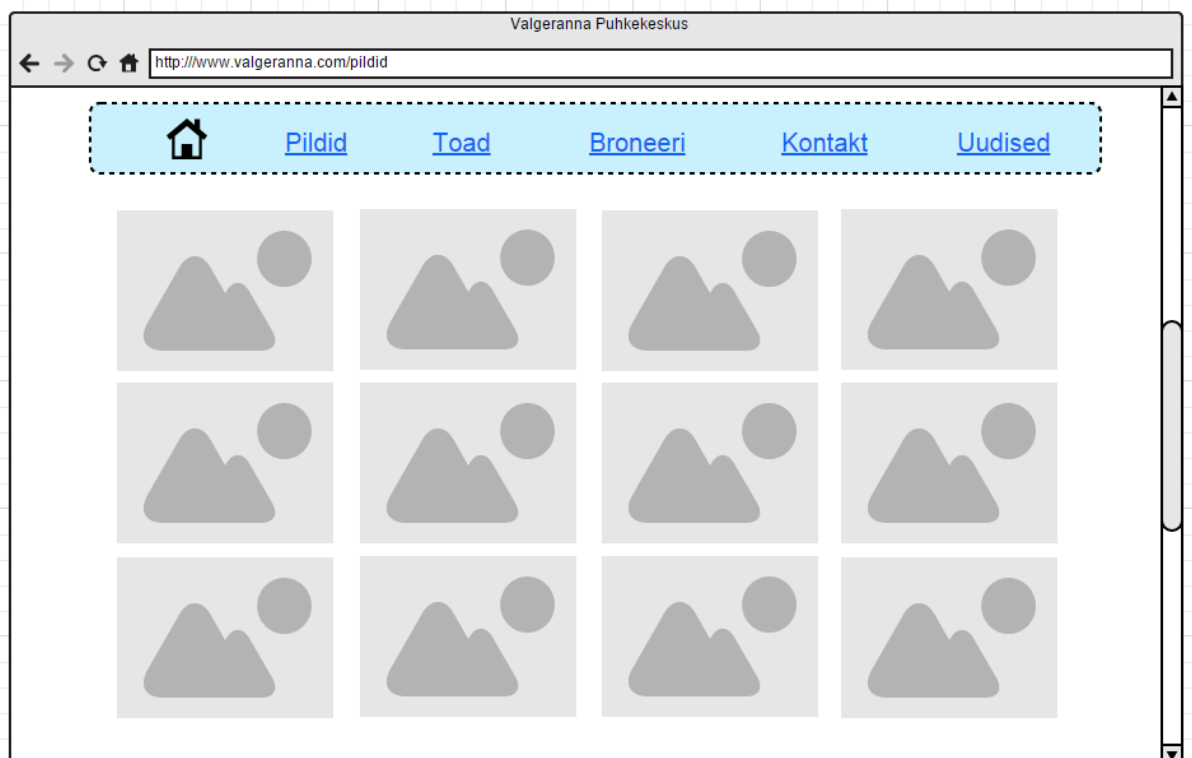 Valgeranna Puhkekeskus
http:///www.valgeranna.com/pildid
Pildid Toad Broneeri Kontakt Uudised